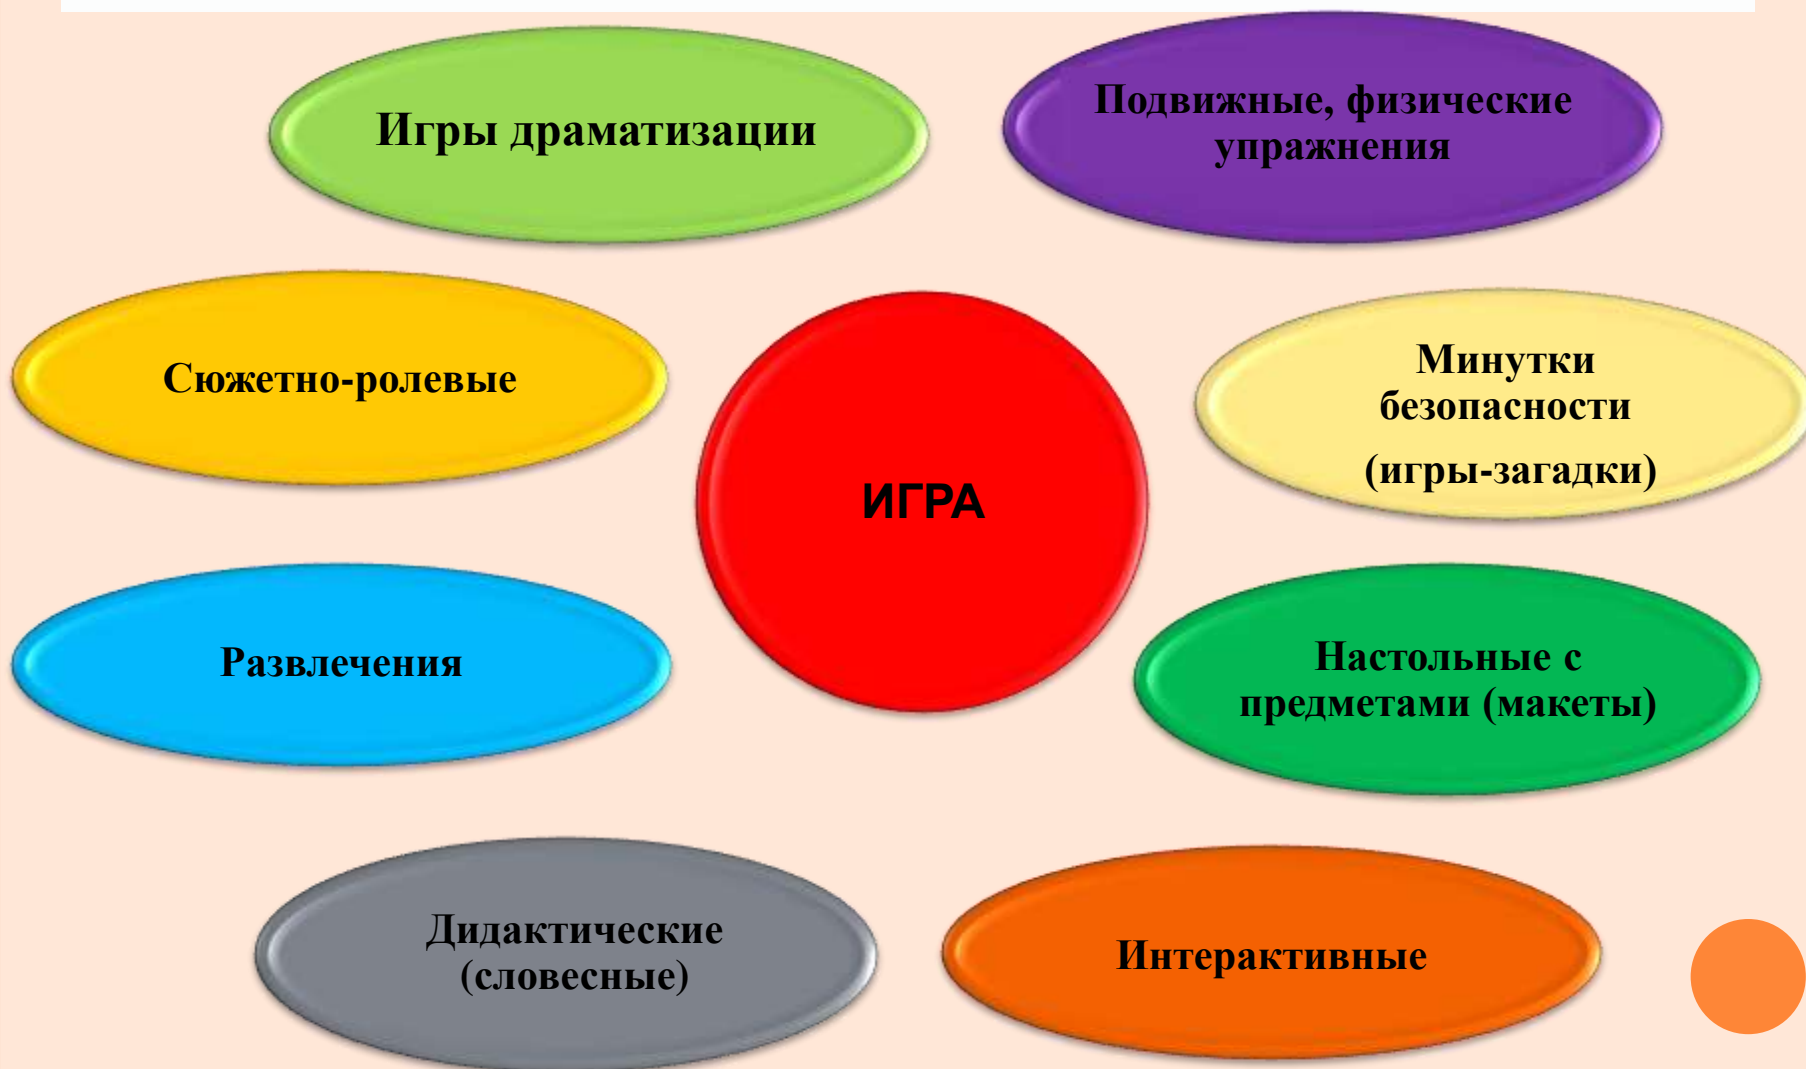 Игры драматизации
Подвижные, физические
упражнения
Сюжетно-ролевые
ИГРА
Минутки
безопасности
(игры-загадки)
Развлечения
Настольные с
предметами (макеты)
Дидактические
(словесные)
Интерактивные